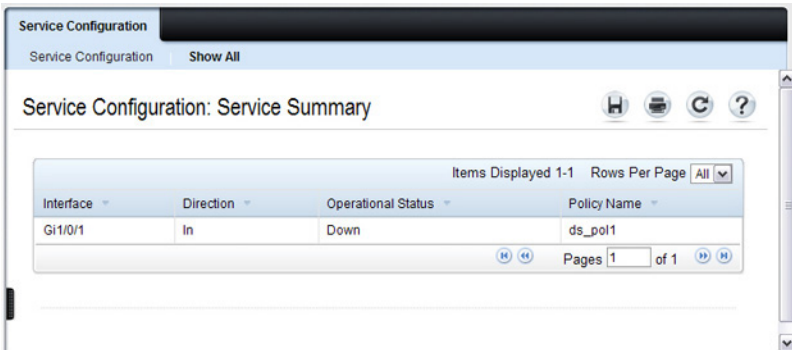 Service Configuration
Service Configuration Show All
Service Configuration: Service Summary
Items Displayed 1-1 Rows Per Page All
Interface Direction Operational Status Policy Name
Gi1/0/1 In Down ds_pol1
Pages 1 of 1